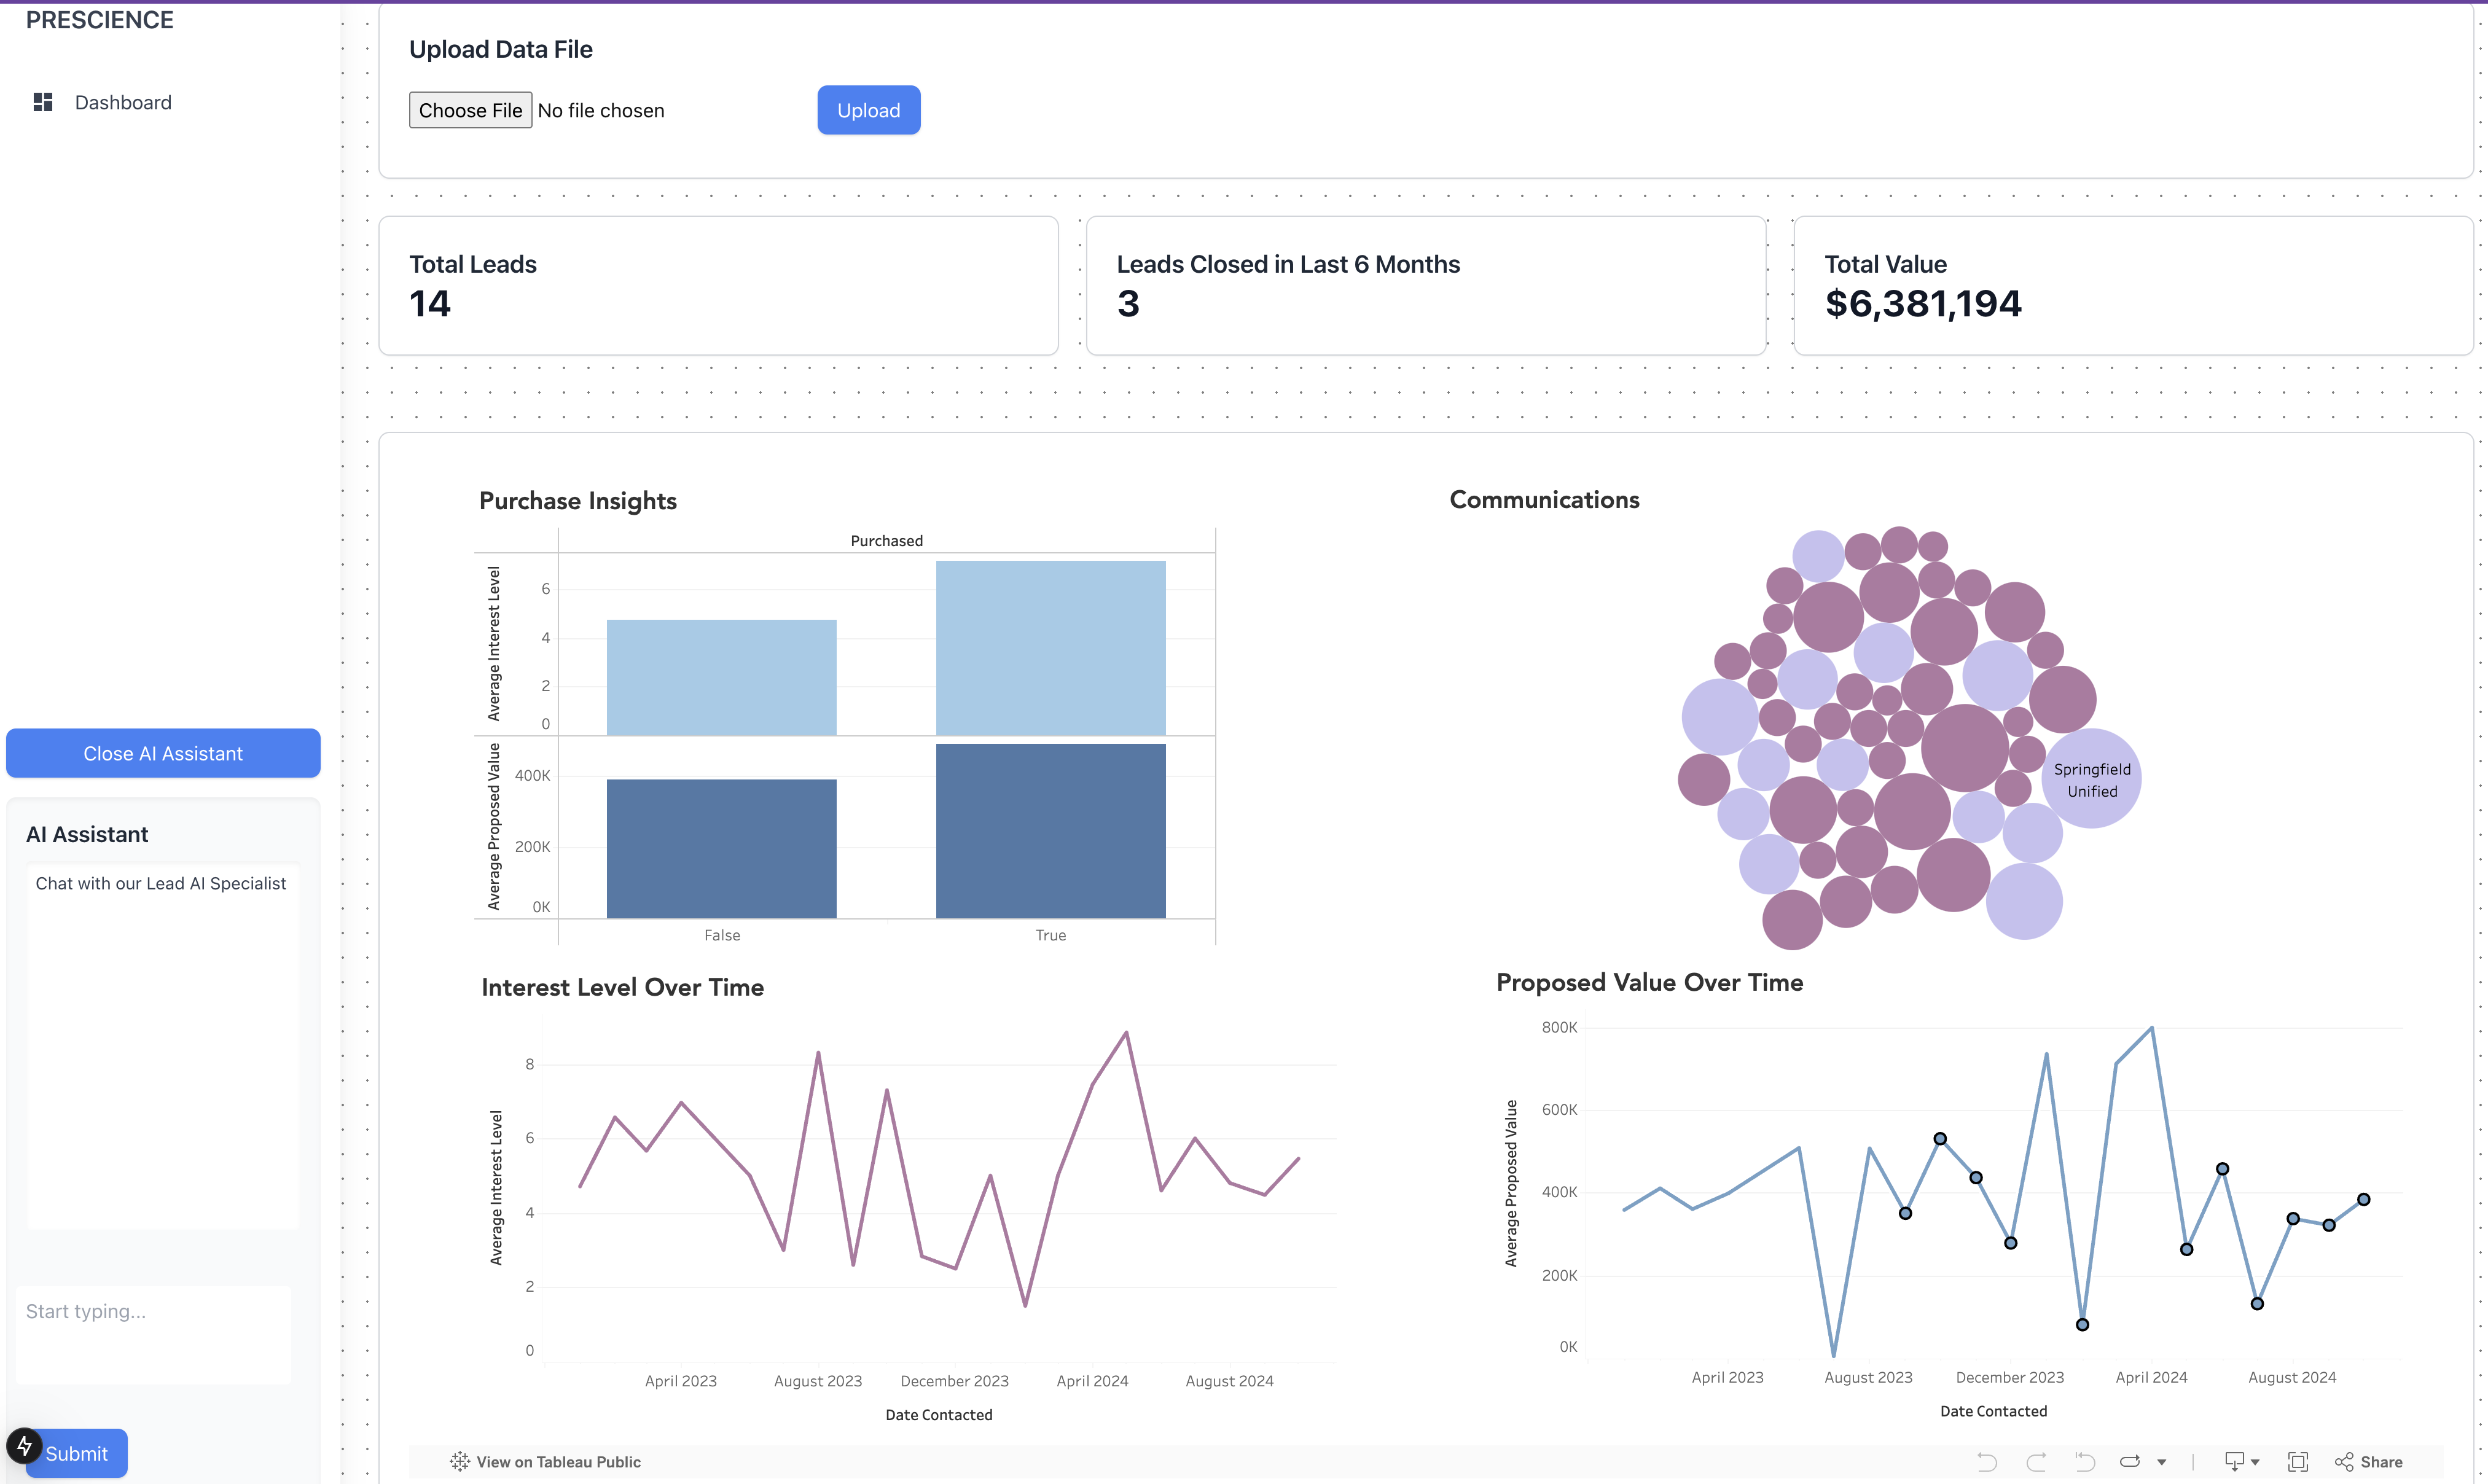 PRESCIENCE
Dashboard
Close AI Assistant
AI Assistant
Chat with our Lead AI Specialist
Start typing...
Submit
Upload Data File
Choose File No file chosen
Upload
Total Leads
14
Leads Closed in Last 6 Months
3
Total Value
$6,381,194
Purchase Insights
Purchased
Average Interest Level
6
4
2
0
Average Proposed Value
400K
200K
0K
False True
Communications
Springfield
Unified
Interest Level Over Time
Average Interest Level
8
6
4
2
0
April 2023 August 2023 December 2023 April 2024 August 2024
Date Contacted
Proposed Value Over Time
Average Proposed Value
800K
600K
400K
200K
0K
April 2023 August 2023 December 2023 April 2024 August 2024
Date Contacted
View on Tableau Public
Share